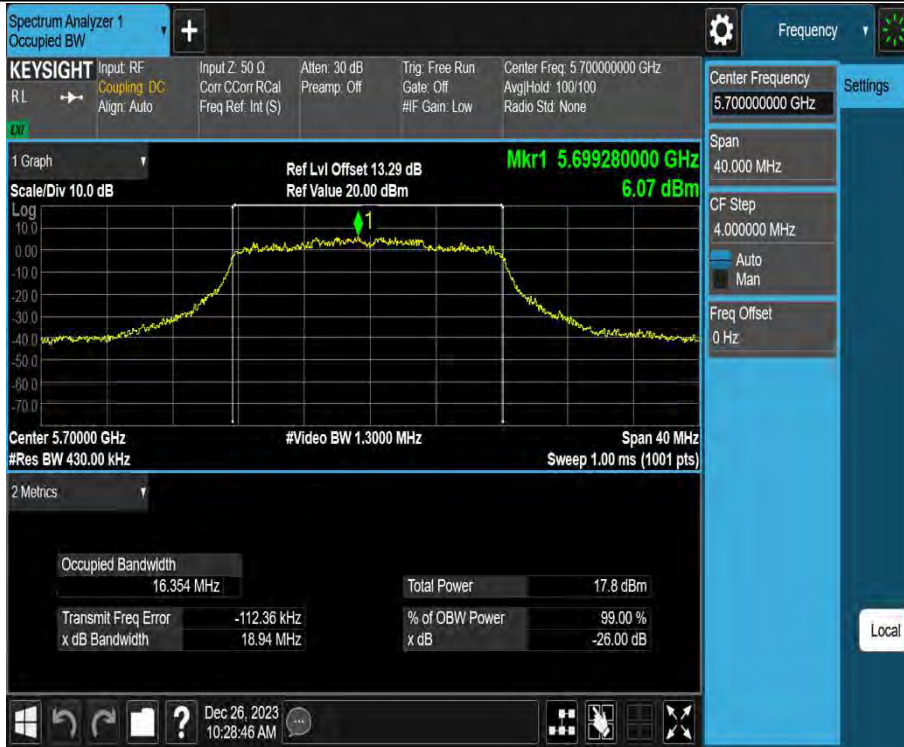 Spectrum Analyzer 1
Occupied BW
+
Frequency
KEYSIGHT
RL
Input: RF
Coupling: DC
Align: Auto
Input Z: 50 Ω
Corr CCorr RCal
Freq Ref: Int (S)
Atten: 30 dB
Preamp: Off
Trig: Free Run
Gate: Off
#IF Gain: Low
Center Freq: 5.700000000 GHz
Avg|Hold: 100/100
Radio Std: None
LXI
1 Graph
Scale/Div 10.0 dB
Ref Lvl Offset 13.29 dB
Ref Value 20.00 dBm
Mkr1 5.699280000 GHz
6.07 dBm
Log
10.0
0.00
-10.0
-20.0
-30.0
-40.0
-50.0
-60.0
-70.0
1
Center 5.70000 GHz
#Res BW 430.00 kHz
#Video BW 1.3000 MHz
Span 40 MHz
Sweep 1.00 ms (1001 pts)
2 Metrics
Occupied Bandwidth
16.354 MHz
Transmit Freq Error -112.36 kHz
x dB Bandwidth 18.94 MHz
Total Power 17.8 dBm
% of OBW Power 99.00 %
x dB -26.00 dB
Center Frequency
5.700000000 GHz
Span
40.000 MHz
CF Step
4.000000 MHz
Auto
Man
Freq Offset
0 Hz
Settings
Local
?
Dec 26, 2023
10:28:46 AM